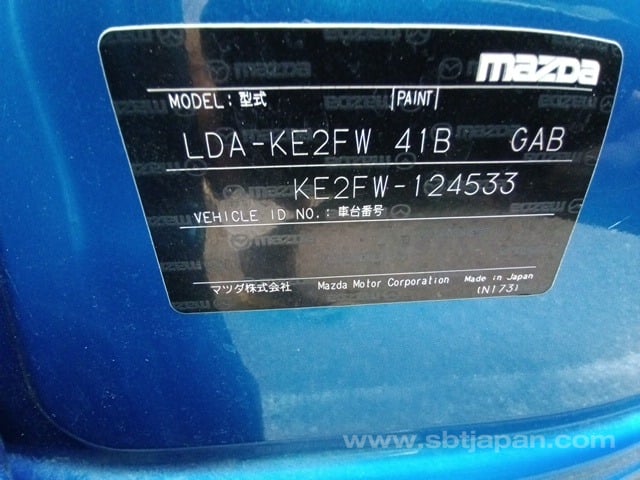 mazda
MODEL: 型式 |PAINT|
LDA-KE2FW 41B GAB
KE2FW-124533
VEHICLE ID NO.: 車台番号
マツダ株式会社 Mazda Motor Corporation Made in Japan
(N173)
www.sbtjapan.com